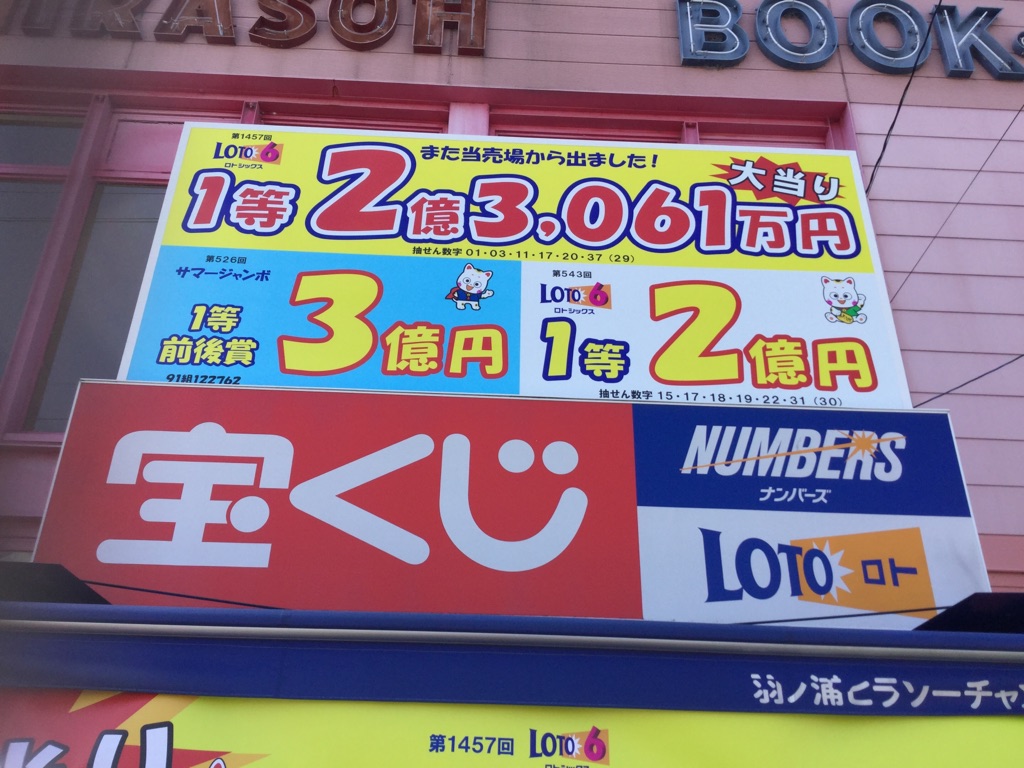 IRASOH BOOKs
第1457回
LOTO 6
ロトシックス
また当売場から出ました!
大当り
1等 2億3,061万円
抽せん数字 01・03・11・17・20・37 (29)
第526回
サマージャンボ
1等
前後賞
3億円
91組122762
第543回
LOTO 6
ロトシックス
1等 2億円
抽せん数字 15・17・18・19・22・31 (30)
宝くじ
NUMBERS
ナンバーズ
LOTO ロト
羽ノ浦ヒラソーチャ
第1457回 LOTO 6